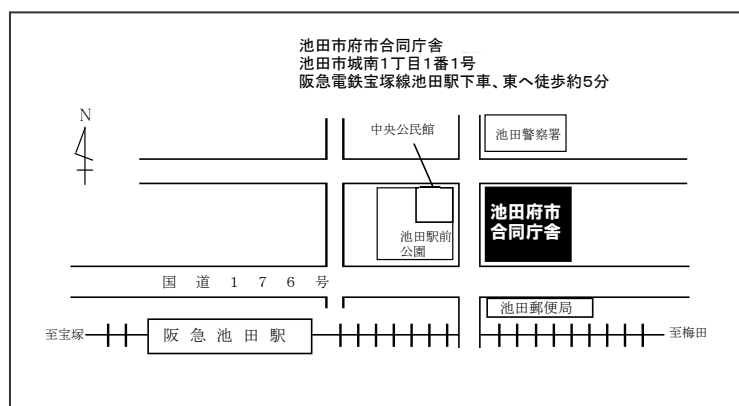 池田市府市合同庁舎
池田市城南1丁目1番1号
阪急電鉄宝塚線池田駅下車、東へ徒歩約5分
N
中央公民館
池田警察署
池田府市
合同庁舎
池田駅前
公園
国道176号
池田郵便局
至宝塚
阪急池田駅
至梅田